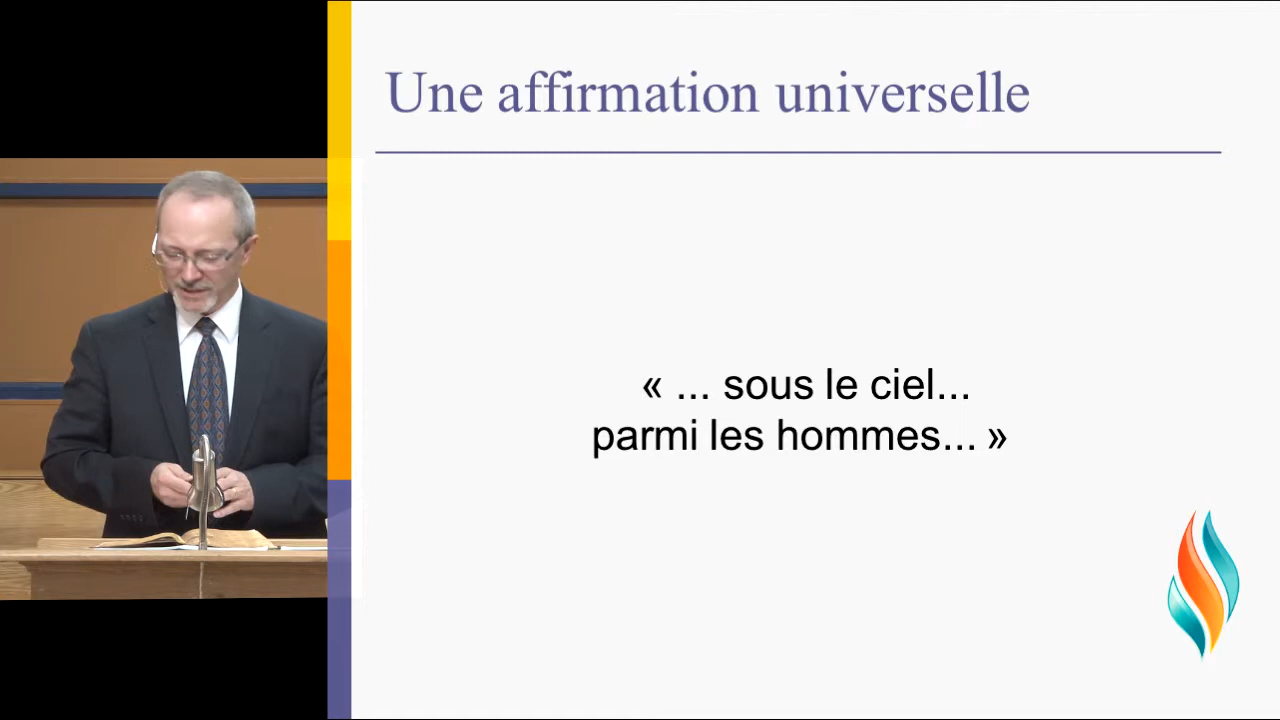 Une affirmation universelle
« ... sous le ciel...
parmi les hommes... »